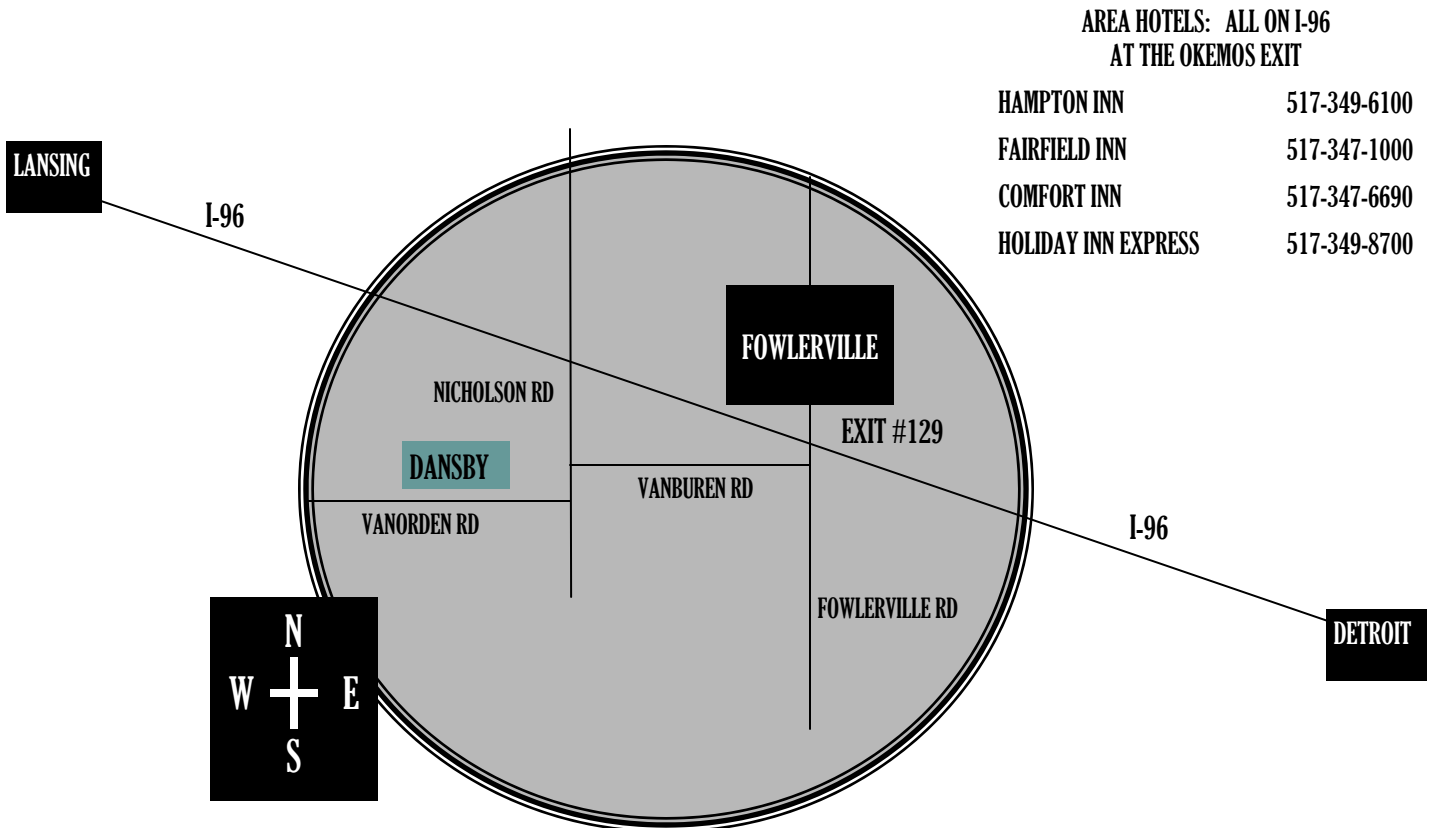 AREA HOTELS: ALL ON I-96
AT THE OKEMOS EXIT
HAMPTON INN 517-349-6100
FAIRFIELD INN 517-347-1000
COMFORT INN 517-347-6690
HOLIDAY INN EXPRESS 517-349-8700
LANSING
I-96
FOWLERVILLE
NICHOLSON RD
EXIT #129
DANSBY
VANBUREN RD
VANORDEN RD
I-96
FOWLERVILLE RD
DETROIT
N
W E
S